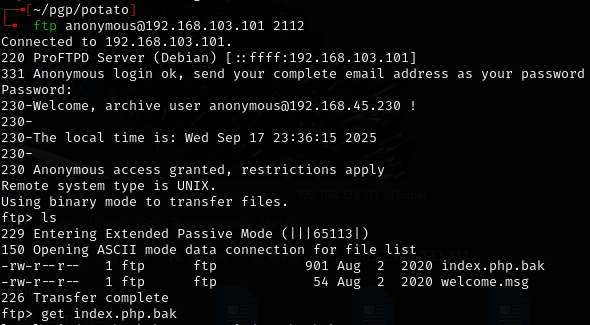 [~/pgp/potato]
ftp anonymous@192.168.103.101 2112
Connected to 192.168.103.101.
220 ProFTPD Server (Debian) [::ffff:192.168.103.101]
331 Anonymous login ok, send your complete email address as your password
Password:
230-Welcome, archive user anonymous@192.168.45.230 !
230-
230-The local time is: Wed Sep 17 23:36:15 2025
230-
230 Anonymous access granted, restrictions apply
Remote system type is UNIX.
Using binary mode to transfer files.
ftp> ls
229 Entering Extended Passive Mode (|||65113|)
150 Opening ASCII mode data connection for file list
-rw-r--r--   1 ftp      ftp           901 Aug  2  2020 index.php.bak
-rw-r--r--   1 ftp      ftp            54 Aug  2  2020 welcome.msg
226 Transfer complete
ftp> get index.php.bak